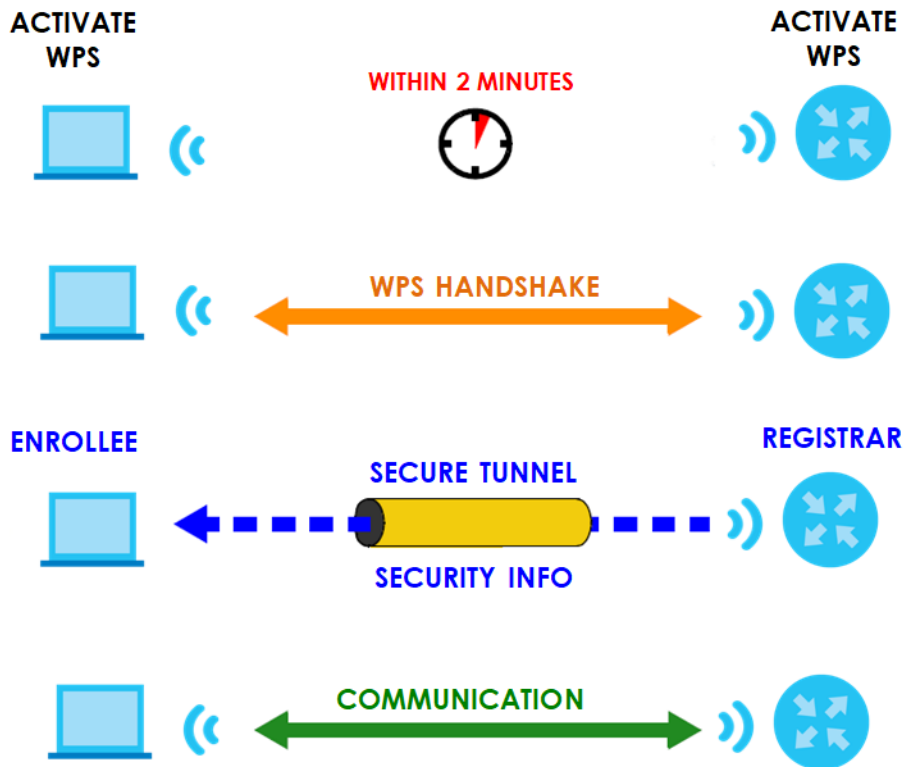 ACTIVATE
WPS
ACTIVATE
WPS
WITHIN 2 MINUTES
WPS HANDSHAKE
ENROLLEE
REGISTRAR
SECURE TUNNEL
SECURITY INFO
COMMUNICATION